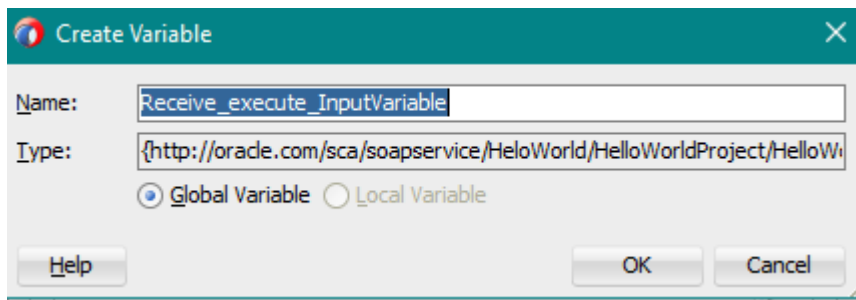 Create Variable
Name: Receive_execute_InputVariable
Type: {http://oracle.com/sca/soapservice/HeloWorld/HelloWorldProject/HelloW
Global Variable Local Variable
Help OK Cancel